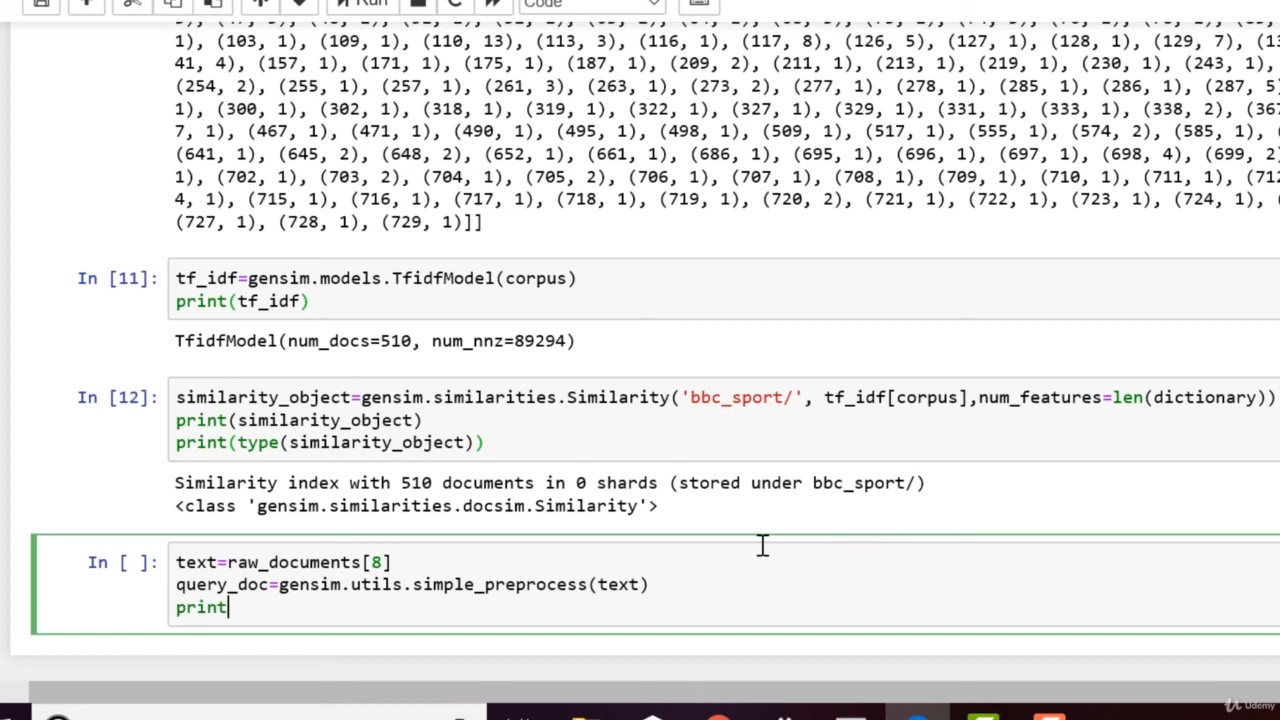 Run
Code
1), (103, 1), (109, 1), (110, 13), (113, 3), (116, 1), (117, 8), (126, 5), (127, 1), (128, 1), (129, 7), (13
41, 4), (157, 1), (171, 1), (175, 1), (187, 1), (209, 2), (211, 1), (213, 1), (219, 1), (230, 1), (243, 1),
(254, 2), (255, 1), (257, 1), (261, 3), (263, 1), (273, 2), (277, 1), (278, 1), (285, 1), (286, 1), (287, 5
1), (300, 1), (302, 1), (318, 1), (319, 1), (322, 1), (327, 1), (329, 1), (331, 1), (333, 1), (338, 2), (367
7, 1), (467, 1), (471, 1), (490, 1), (495, 1), (498, 1), (509, 1), (517, 1), (555, 1), (574, 2), (585, 1),
(641, 1), (645, 2), (648, 2), (652, 1), (661, 1), (686, 1), (695, 1), (696, 1), (697, 1), (698, 4), (699, 2
1), (702, 1), (703, 2), (704, 1), (705, 2), (706, 1), (707, 1), (708, 1), (709, 1), (710, 1), (711, 1), (712
4, 1), (715, 1), (716, 1), (717, 1), (718, 1), (719, 1), (720, 2), (721, 1), (722, 1), (723, 1), (724, 1),
(727, 1), (728, 1), (729, 1)]]
In [11]: tf_idf=gensim.models.TfidfModel(corpus)
print(tf_idf)
TfidfModel(num_docs=510, num_nnz=89294)
In [12]: similarity_object=gensim.similarities.Similarity('bbc_sport/', tf_idf[corpus],num_features=len(dictionary))
print(similarity_object)
print(type(similarity_object))
Similarity index with 510 documents in 0 shards (stored under bbc_sport/)
<class 'gensim.similarities.docsim.Similarity'>
In [ ]: text=raw_documents[8]
query_doc=gensim.utils.simple_preprocess(text)
print
Udemy